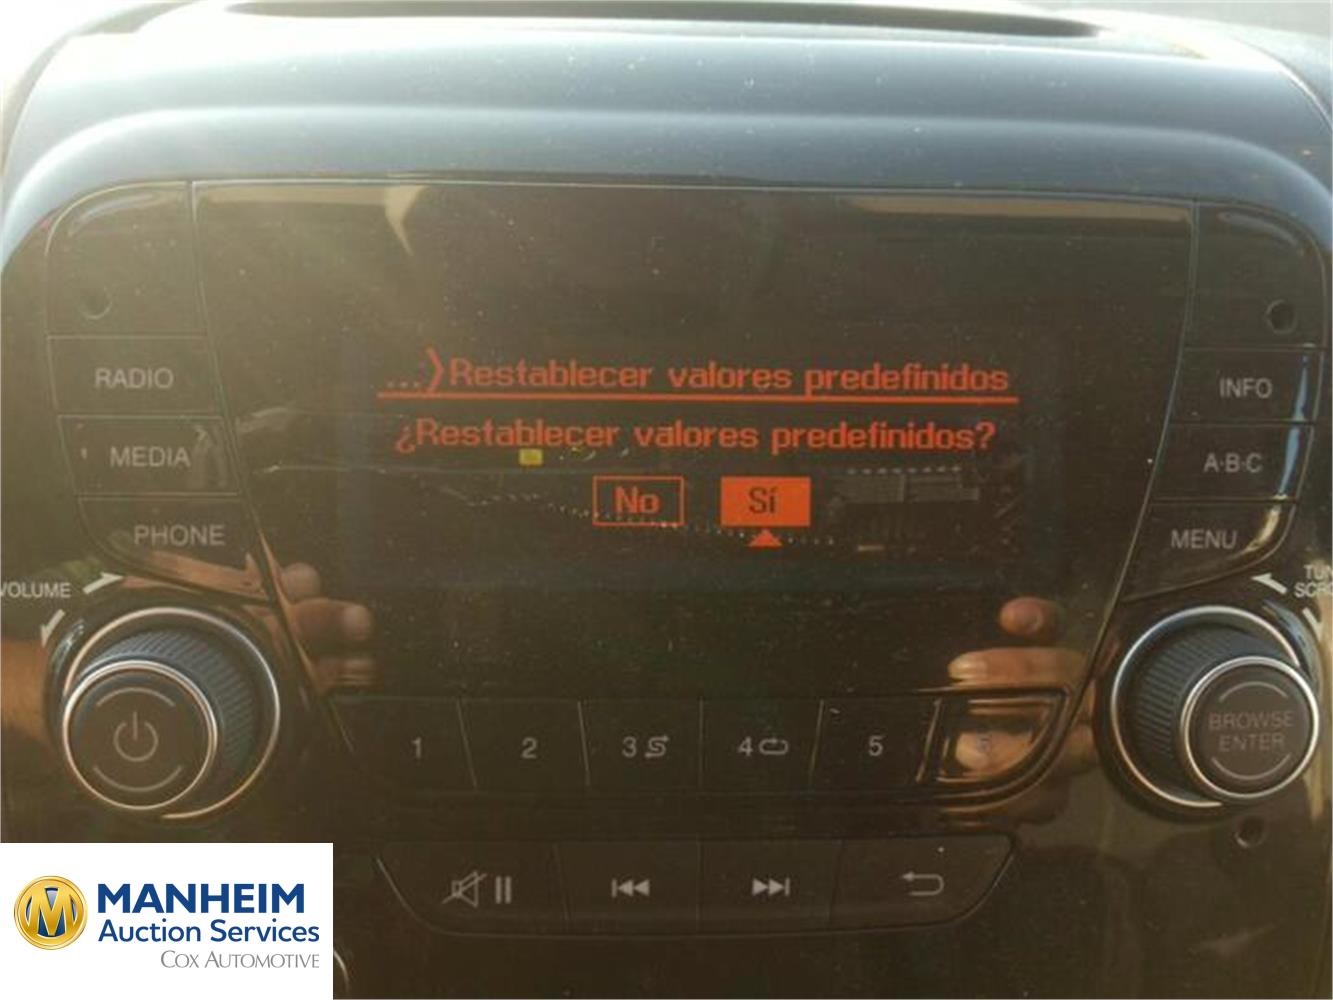 ...〉Restablecer valores predefinidos
¿Restablecer valores predefinidos?
No
Sí
RADIO
MEDIA
PHONE
VOLUME
INFO
A·B·C
MENU
BROWSE
ENTER
1
2
3
4
5
MANHEIM
Auction Services
COX AUTOMOTIVE